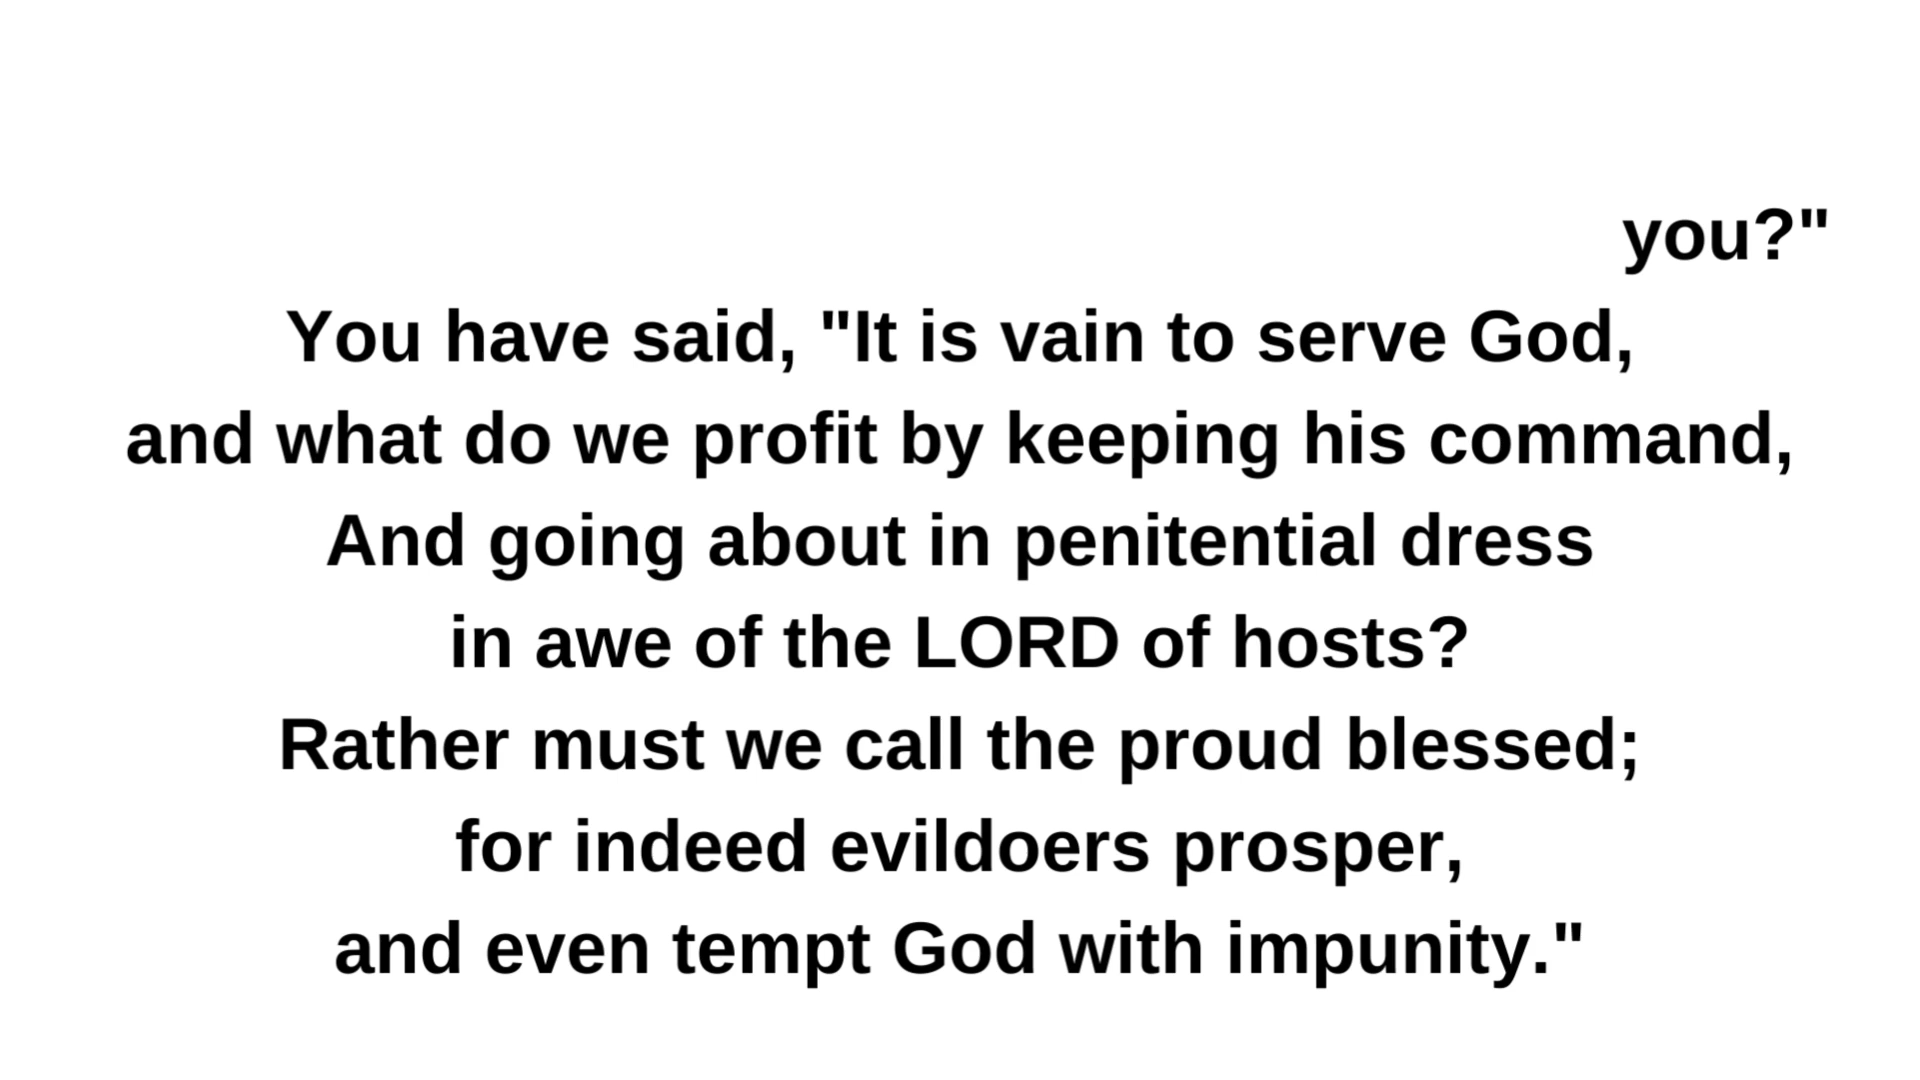 you?"
You have said, "It is vain to serve God,
and what do we profit by keeping his command,
And going about in penitential dress
in awe of the LORD of hosts?
Rather must we call the proud blessed;
for indeed evildoers prosper,
and even tempt God with impunity."